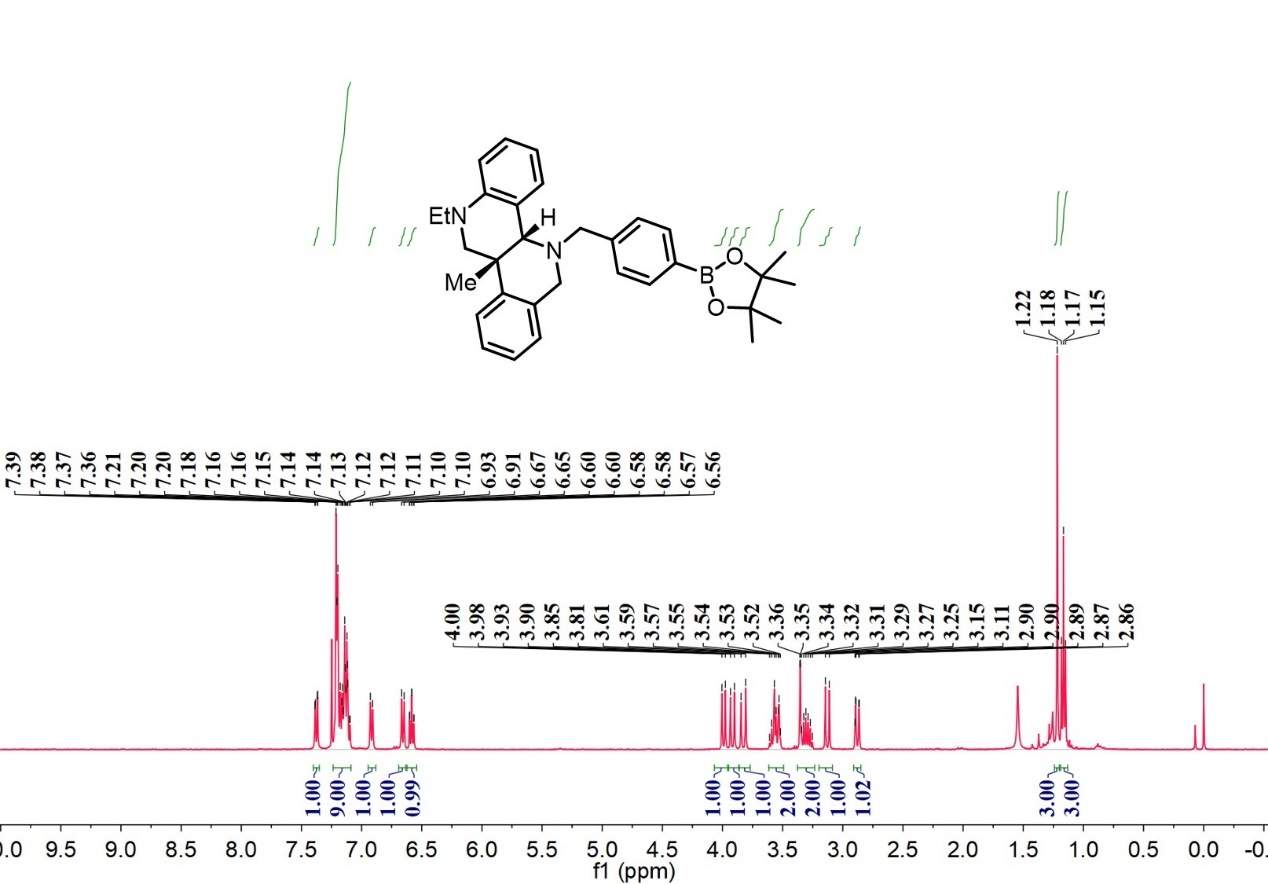 EtN
H
N
Me
B
O
O
1.22 1.18 1.17 1.15
7.39 7.38 7.37 7.36 7.21 7.20 7.20 7.18 7.16 7.16 7.15 7.14 7.14 7.13 7.12 7.12 7.11 7.10 7.10 6.93 6.91 6.67 6.65 6.60 6.60 6.58 6.58 6.57 6.56
4.00 3.98 3.93 3.90 3.85 3.81 3.61 3.59 3.57 3.55 3.54 3.53 3.52 3.36 3.35 3.34 3.32 3.31 3.29 3.27 3.25 3.15 3.11 2.90 2.90 2.89 2.87 2.86
1.00 9.00 1.00 1.00 0.99 1.00 1.00 1.00 2.00 2.00 1.00 1.02 3.00 3.00
0.0 9.5 9.0 8.5 8.0 7.5 7.0 6.5 6.0 5.5 5.0 4.5 4.0 3.5 3.0 2.5 2.0 1.5 1.0 0.5 0.0 -0.
f1 (ppm)